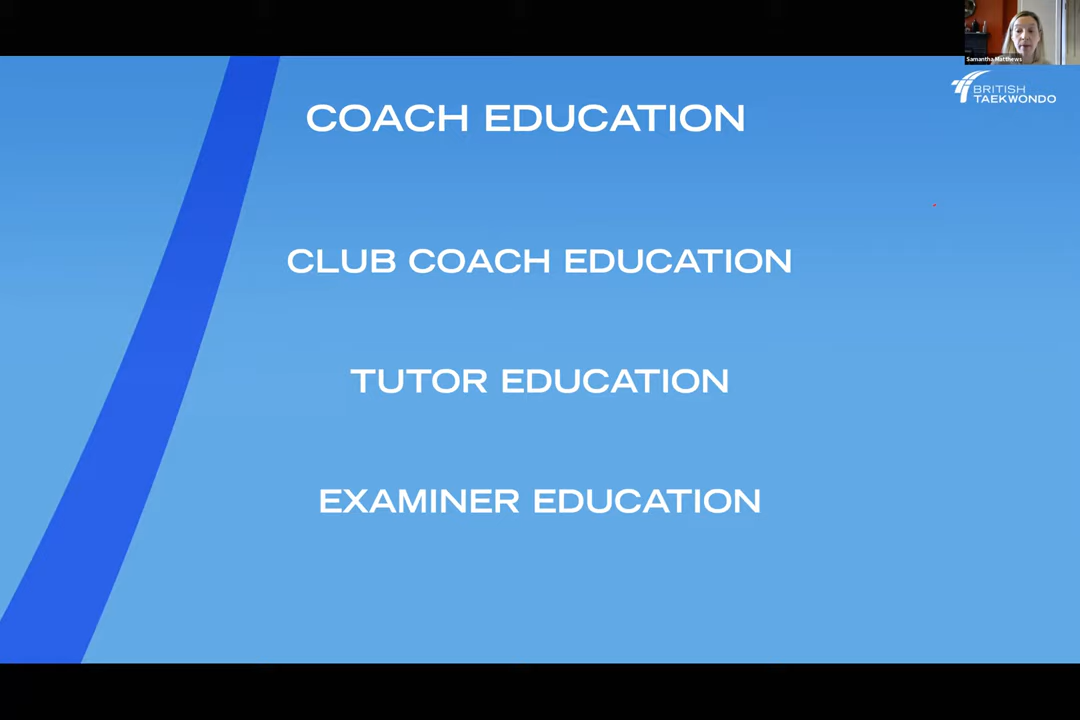 Samantha Matthews
BRITISH
TAEKWONDO
COACH EDUCATION
CLUB COACH EDUCATION
TUTOR EDUCATION
EXAMINER EDUCATION